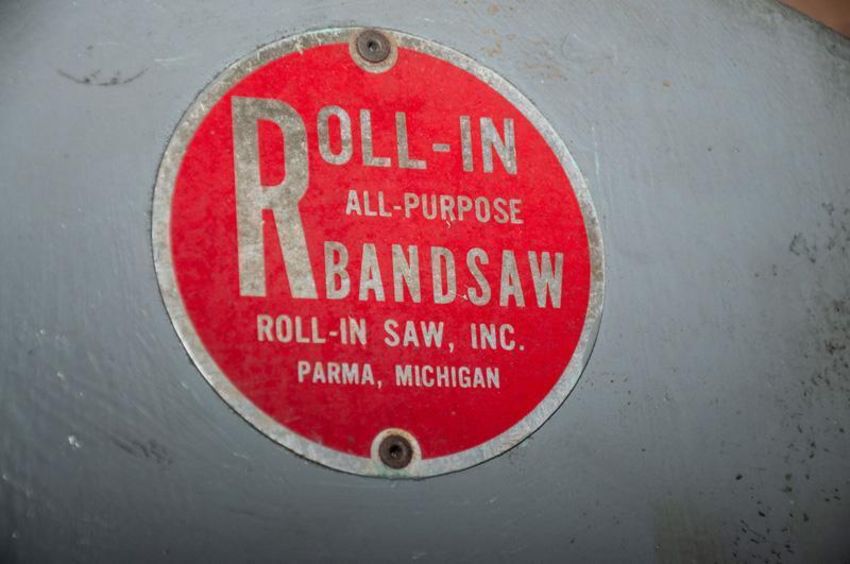 ROLL-IN
ALL-PURPOSE
BANDSAW
ROLL-IN SAW, INC.
PARMA, MICHIGAN